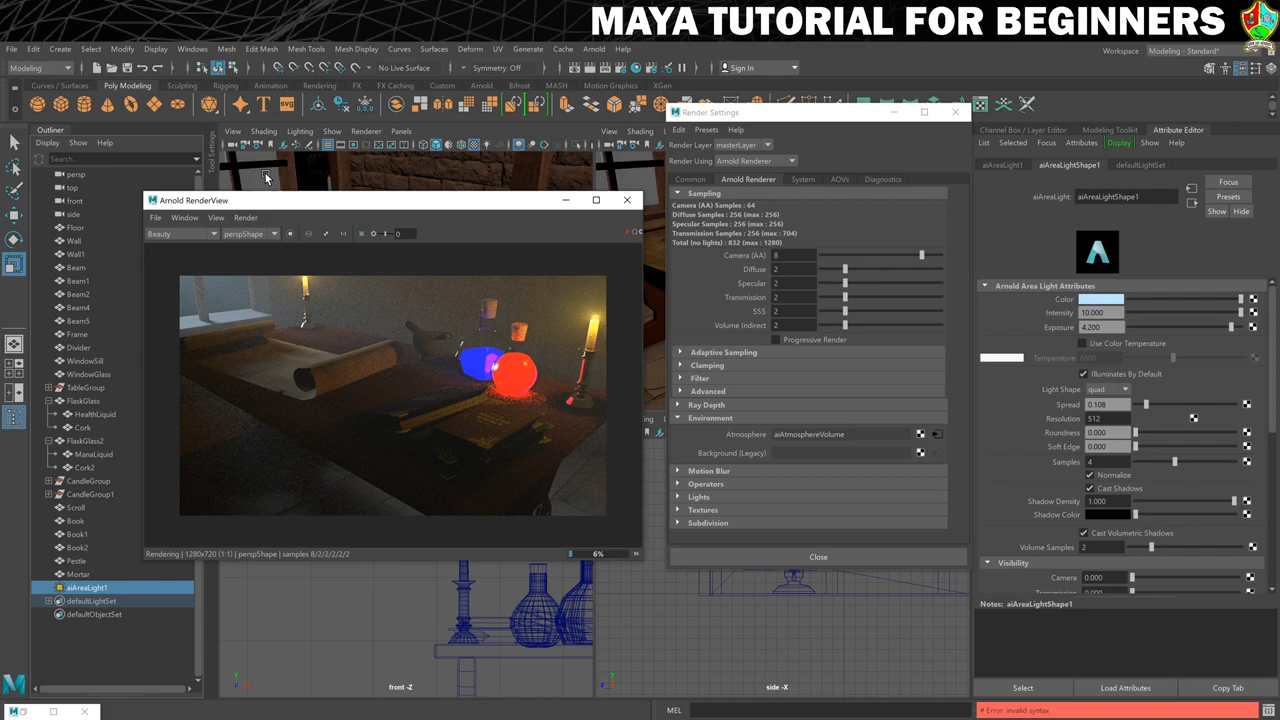 MAYA TUTORIAL FOR BEGINNERS
File Edit Create Select Modify Display Windows Mesh Edit Mesh Mesh Tools Mesh Display Curves Surfaces Deform UV Generate Cache Arnold Help
Workspace: Modeling - Standard*
Modeling
No Live Surface
Symmetry: Off
Sign In
Curves / Surfaces Poly Modeling Sculpting Rigging Animation Rendering FX FX Caching Custom Arnold Bifrost MASH Motion Graphics XGen
Outliner
Display Show Help
Search...
persp
top
front
side
Floor
Wall
Wall1
Beam
Beam1
Beam2
Beam4
Beam5
Frame
Divider
WindowSill
WindowGlass
TableGroup
FlaskGlass
HealthLiquid
Cork
FlaskGlass2
ManaLiquid
Cork2
CandleGroup
CandleGroup1
Scroll
Book
Book1
Book2
Pestle
Mortar
aiAreaLight1
defaultLightSet
defaultObjectSet
Tool Settings
View Shading Lighting Show Renderer Panels
View Shading
Arnold RenderView
File Window View Render
Beauty
perspShape
0
Rendering | 1280x720 (1:1) | perspShape | samples 8/2/2/2/2/2
6%
front -Z
side -X
Render Settings
Edit Presets Help
Render Layer masterLayer
Render Using Arnold Renderer
Common Arnold Renderer System AOVs Diagnostics
Sampling
Camera (AA) Samples : 64
Diffuse Samples : 256 (max : 256)
Specular Samples : 256 (max : 256)
Transmission Samples : 256 (max : 704)
Total (no lights) : 832 (max : 1280)
Camera (AA) 8
Diffuse 2
Specular 2
Transmission 2
SSS 2
Volume Indirect 2
Progressive Render
Adaptive Sampling
Clamping
Filter
Advanced
Ray Depth
Environment
Atmosphere aiAtmosphereVolume
Background (Legacy)
Motion Blur
Operators
Lights
Textures
Subdivision
Close
Channel Box / Layer Editor Modeling Toolkit Attribute Editor
List Selected Focus Attributes Display Show Help
aiAreaLight1 aiAreaLightShape1 defaultLightSet
Focus
aiAreaLight: aiAreaLightShape1
Presets
Show Hide
Arnold Area Light Attributes
Color
Intensity 10.000
Exposure 4.200
Use Color Temperature
Temperature 6500
Illuminates By Default
Light Shape quad
Spread 0.108
Resolution 512
Roundness 0.000
Soft Edge 0.000
Samples 4
Normalize
Cast Shadows
Shadow Density 1.000
Shadow Color
Cast Volumetric Shadows
Volume Samples 2
Visibility
Camera 0.000
Transmission 0.000
Notes: aiAreaLightShape1
Select Load Attributes Copy Tab
MEL
# Error: invalid syntax